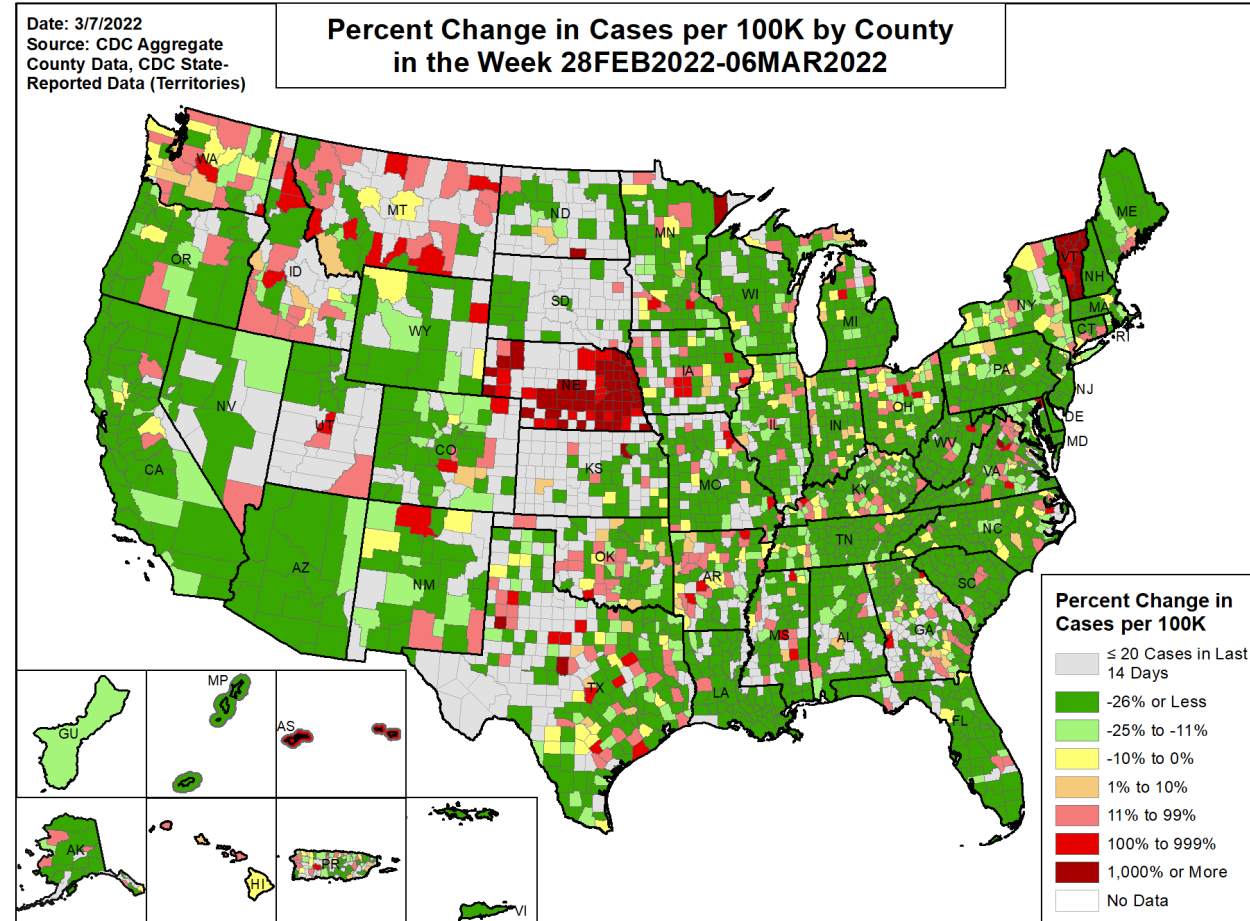 Date: 3/7/2022
Source: CDC Aggregate
County Data, CDC State-
Reported Data (Territories)
Percent Change in Cases per 100K by County
in the Week 28FEB2022-06MAR2022
WA
MT
ND
MN
ME
OR
ID
SD
WI
MI
VT
NH
NY
MA
CT
RI
WY
NE
IA
PA
NJ
NV
UT
CO
KS
MO
IL
IN
OH
WV
DE
MD
VA
CA
KY
AZ
NM
OK
AR
TN
NC
SC
TX
LA
MS
AL
GA
FL
GU
MP
AS
AK
HI
PR
VI
Percent Change in
Cases per 100K
≤ 20 Cases in Last
14 Days
-26% or Less
-25% to -11%
-10% to 0%
1% to 10%
11% to 99%
100% to 999%
1,000% or More
No Data